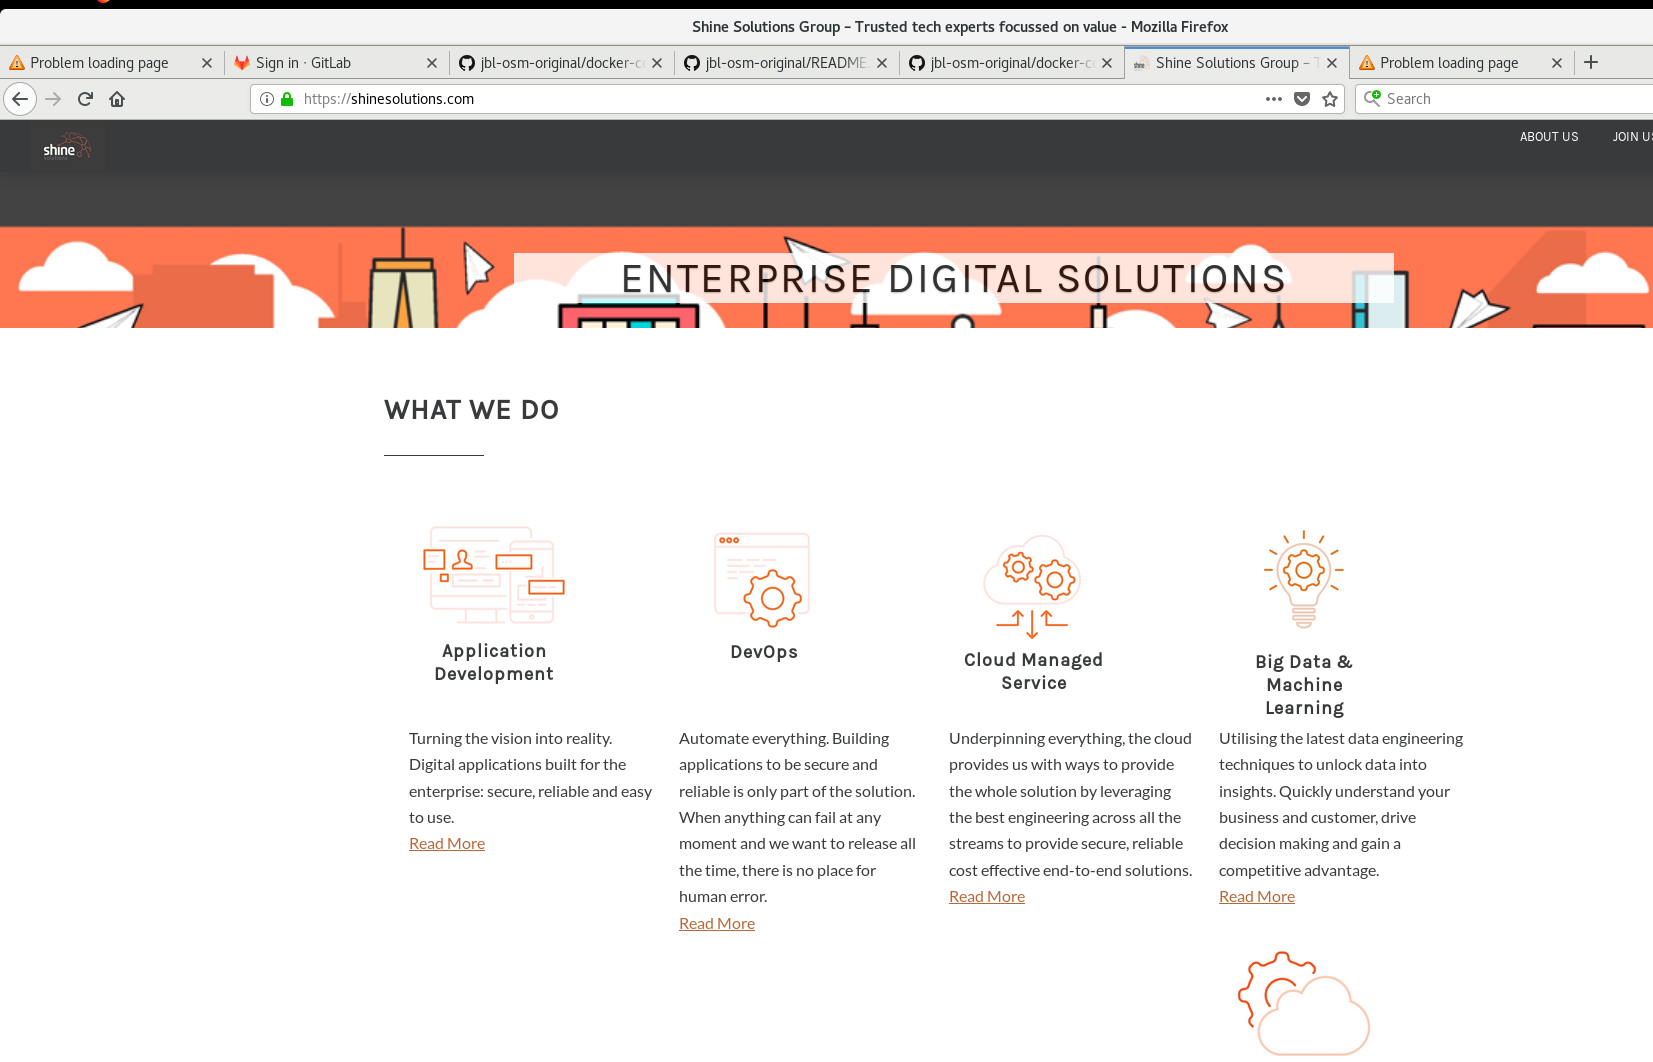 Shine Solutions Group – Trusted tech experts focussed on value - Mozilla Firefox
Problem loading page
Sign in · GitLab
jbl-osm-original/docker-c
jbl-osm-original/README
jbl-osm-original/docker-c
Shine Solutions Group –
Problem loading page
https://shinesolutions.com
Search
shine
solutions
ABOUT US
JOIN US
ENTERPRISE DIGITAL SOLUTIONS
WHAT WE DO
Application
Development
Turning the vision into reality.
Digital applications built for the
enterprise: secure, reliable and easy
to use.
Read More
DevOps
Automate everything. Building
applications to be secure and
reliable is only part of the solution.
When anything can fail at any
moment and we want to release all
the time, there is no place for
human error.
Read More
Cloud Managed
Service
Underpinning everything, the cloud
provides us with ways to provide
the whole solution by leveraging
the best engineering across all the
streams to provide secure, reliable
cost effective end-to-end solutions.
Read More
Big Data &
Machine
Learning
Utilising the latest data engineering
techniques to unlock data into
insights. Quickly understand your
business and customer, drive
decision making and gain a
competitive advantage.
Read More